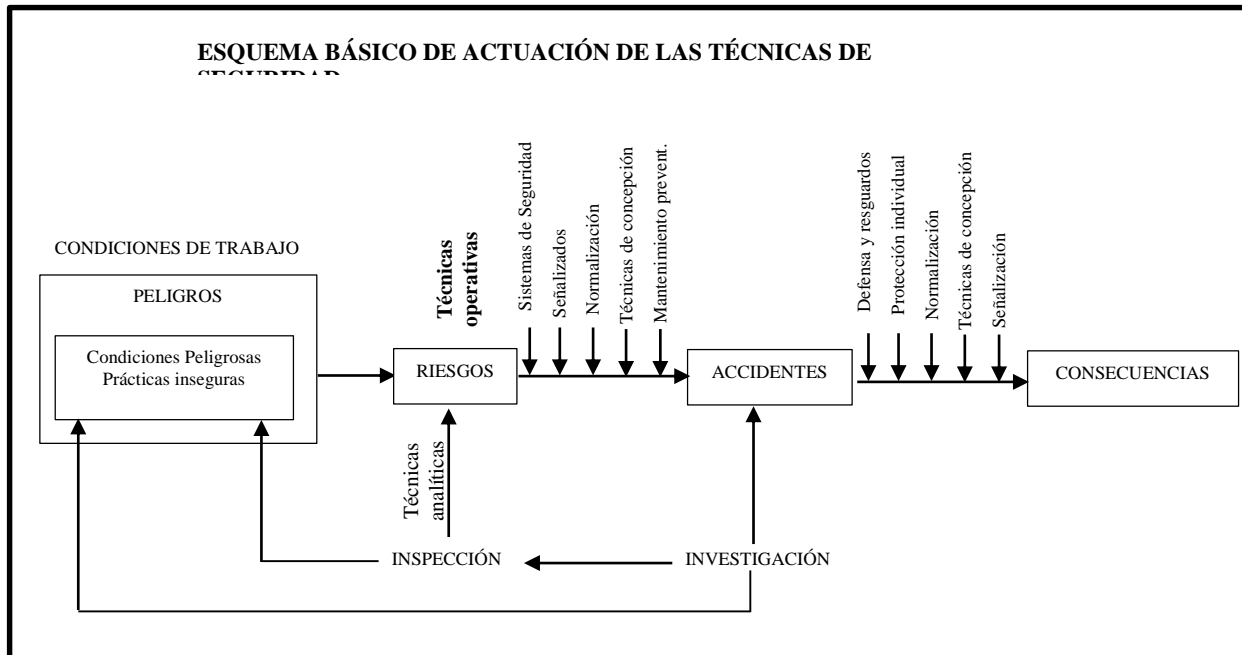 ESQUEMA BÁSICO DE ACTUACIÓN DE LAS TÉCNICAS DE
CONDICIONES DE TRABAJO
PELIGROS
Condiciones Peligrosas
Prácticas inseguras
Técnicas
operativas
RIESGOS
Sistemas de Seguridad
Señalizados
Normalización
Técnicas de concepción
Mantenimiento prevent.
ACCIDENTES
Defensa y resguardos
Protección individual
Normalización
Técnicas de concepción
Señalización
CONSECUENCIAS
Técnicas
analíticas
INSPECCIÓN
INVESTIGACIÓN